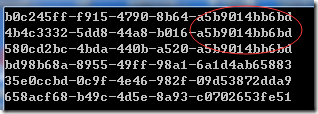 b0c245ff-f915-4790-8b64-a5b9014bb6bd
4b4c3332-5dd8-44a8-b016-a5b9014bb6bd
580cd2bc-4bda-440b-a520-a5b9014bb6bd
bd98b68a-8955-49ff-98a1-6a1d4ab65883
35e0ccbd-0c9f-4e46-982f-09d53872dda9
658acf68-b49c-4d5e-8a93-c0702653fe51